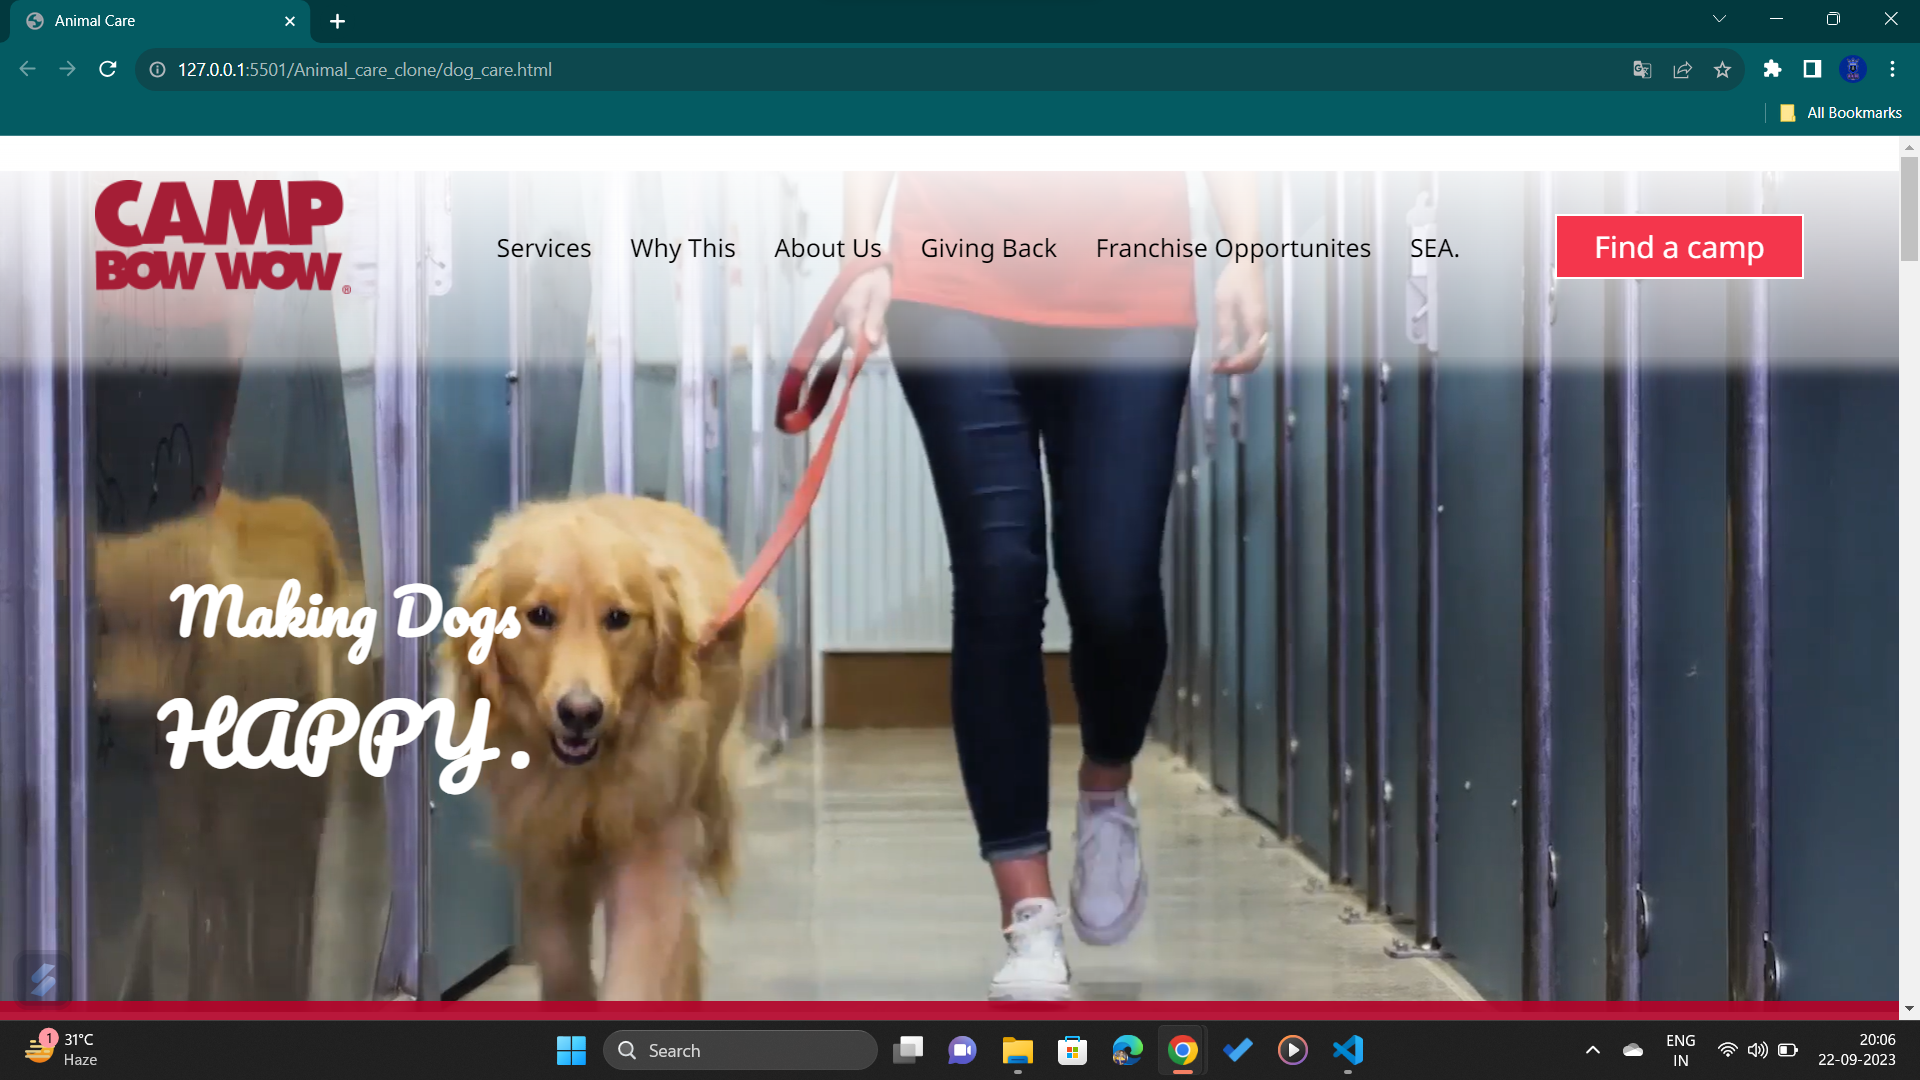 Animal Care
127.0.0.1:5501/Animal_care_clone/dog_care.html
All Bookmarks
CAMP
BOW WOW®
Services Why This About Us Giving Back Franchise Opportunites SEA. Find a camp
Making Dogs
HAPPY.
1
31°C
Haze
Search
ENG
IN
20:06
22-09-2023